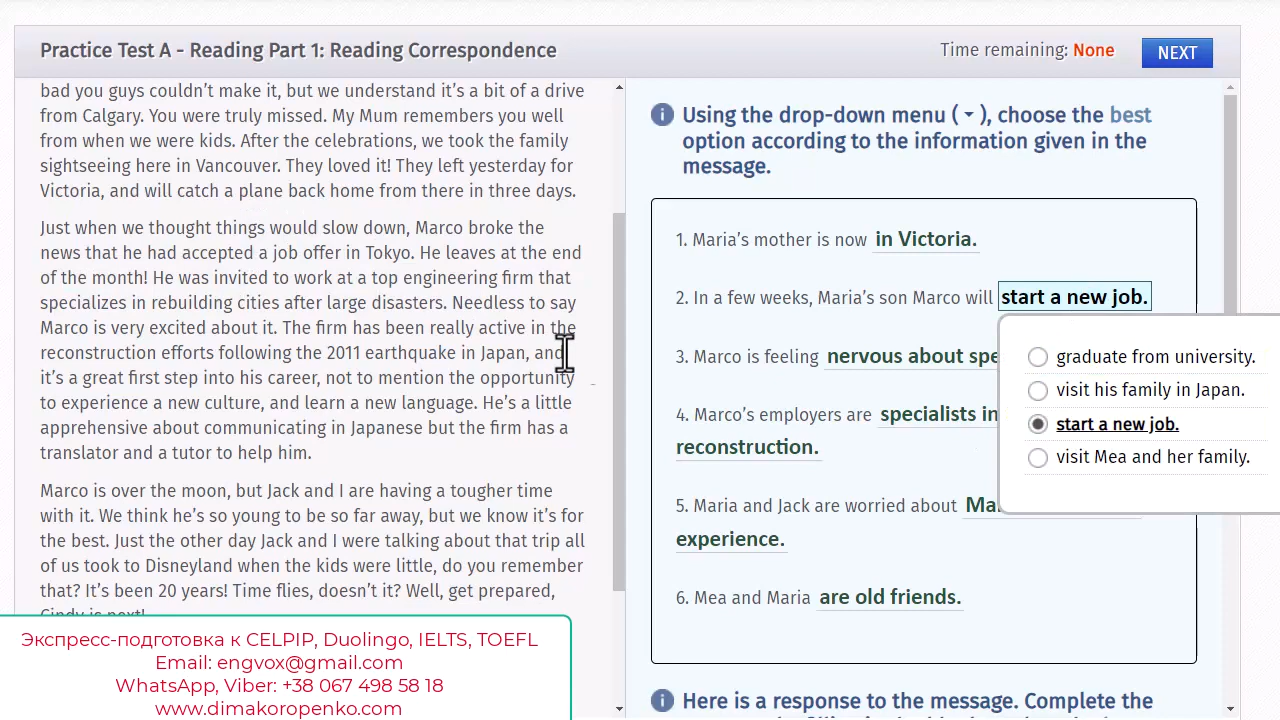 Practice Test A - Reading Part 1: Reading Correspondence
Time remaining: None
NEXT
bad you guys couldn't make it, but we understand it's a bit of a drive
from Calgary. You were truly missed. My Mum remembers you well
from when we were kids. After the celebrations, we took the family
sightseeing here in Vancouver. They loved it! They left yesterday for
Victoria, and will catch a plane back home from there in three days.
Just when we thought things would slow down, Marco broke the
news that he had accepted a job offer in Tokyo. He leaves at the end
of the month! He was invited to work at a top engineering firm that
specializes in rebuilding cities after large disasters. Needless to say
Marco is very excited about it. The firm has been really active in the
reconstruction efforts following the 2011 earthquake in Japan, and
it's a great first step into his career, not to mention the opportunity
to experience a new culture, and learn a new language. He's a little
apprehensive about communicating in Japanese but the firm has a
translator and a tutor to help him.
Marco is over the moon, but Jack and I are having a tougher time
with it. We think he's so young to be so far away, but we know it's for
the best. Just the other day Jack and I were talking about that trip all
of us took to Disneyland when the kids were little, do you remember
that? It's been 20 years! Time flies, doesn't it? Well, get prepared,
Cindy is next!
Using the drop-down menu ( ), choose the best
option according to the information given in the
message.
1. Maria's mother is now in Victoria.
2. In a few weeks, Maria's son Marco will start a new job.
3. Marco is feeling nervous about spe
4. Marco's employers are specialists in
reconstruction.
5. Maria and Jack are worried about Ma
experience.
6. Mea and Maria are old friends.
graduate from university.
visit his family in Japan.
start a new job.
visit Mea and her family.
Here is a response to the message. Complete the
Экспресс-подготовка к CELPIP, Duolingo, IELTS, TOEFL
Email: engvox@gmail.com
WhatsApp, Viber: +38 067 498 58 18
www.dimakoropenko.com